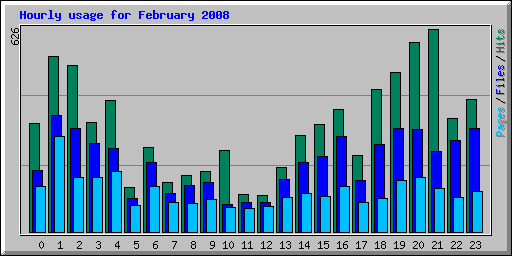 Hourly usage for February 2008
626
Pages / Files / Hits
0 1 2 3 4 5 6 7 8 9 10 11 12 13 14 15 16 17 18 19 20 21 22 23